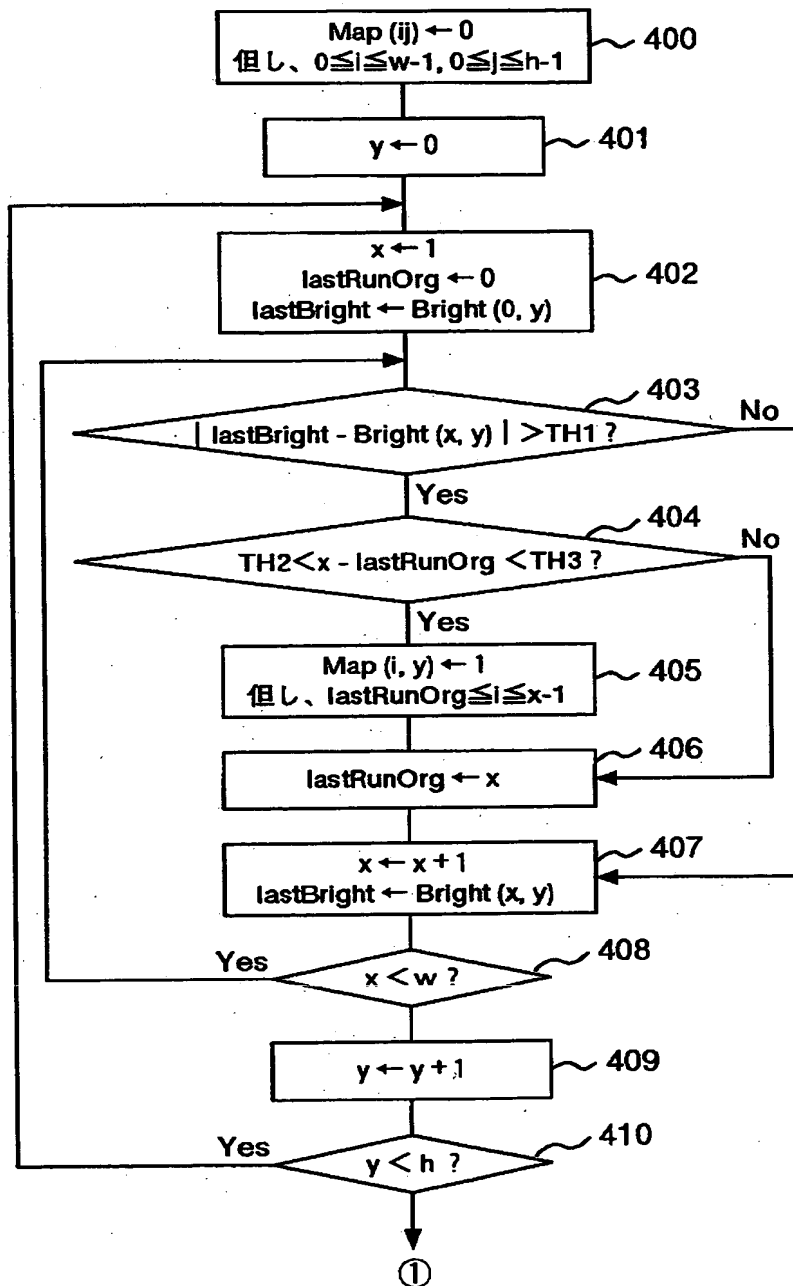 Map (ij) ← 0
但し、0≦i≦w-1, 0≦j≦h-1
400
y ← 0
401
x ← 1
lastRunOrg ← 0
lastBright ← Bright (0, y)
402
403
| lastBright - Bright (x, y) | >TH1 ?
No
Yes
404
TH2<x - lastRunOrg <TH3 ?
No
Yes
Map (i, y) ← 1
但し、lastRunOrg≦i≦x-1
405
lastRunOrg ← x
406
x ← x + 1
lastBright ← Bright (x, y)
407
Yes
x < w ?
408
y ← y + 1
409
Yes
y < h ?
410
①